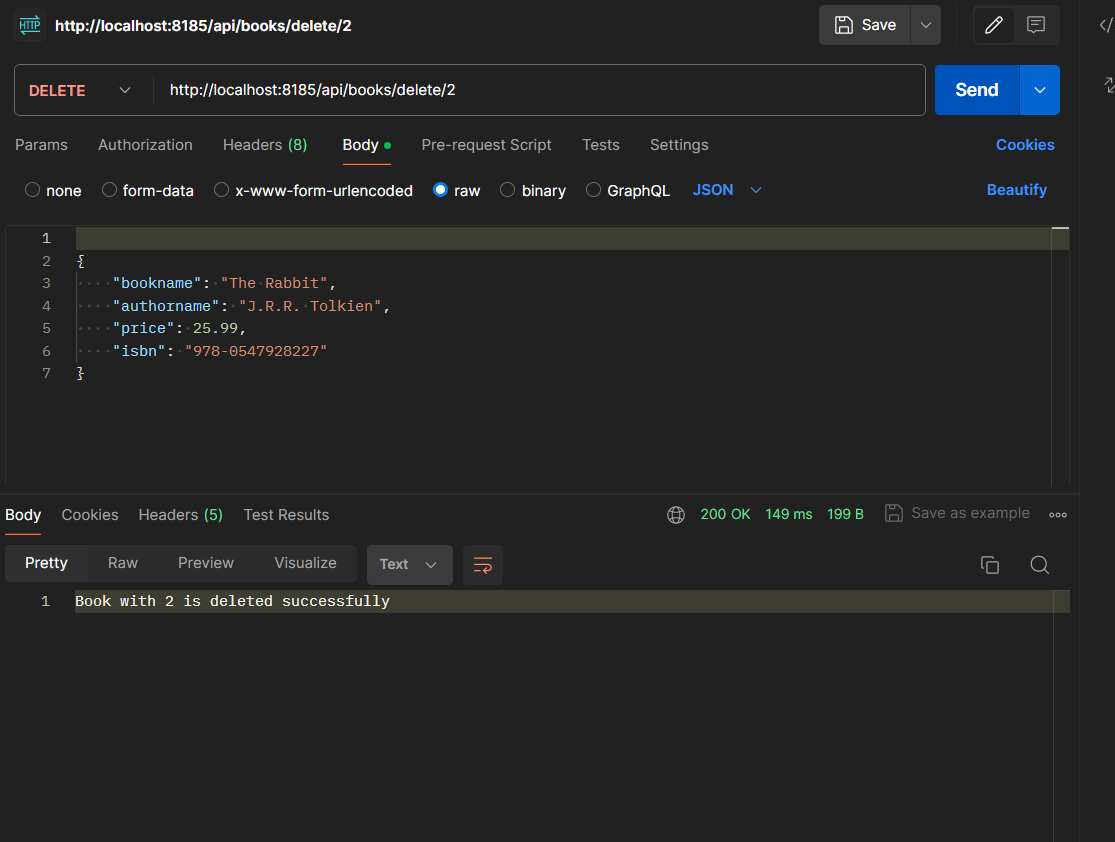 HTTP http://localhost:8185/api/books/delete/2 Save
DELETE http://localhost:8185/api/books/delete/2 Send
Params Authorization Headers (8) Body Pre-request Script Tests Settings Cookies
none form-data x-www-form-urlencoded raw binary GraphQL JSON Beautify
1
2 {
3 "bookname": "The Rabbit",
4 "authorname": "J.R.R. Tolkien",
5 "price": 25.99,
6 "isbn": "978-0547928227"
7 }
Body Cookies Headers (5) Test Results 200 OK 149 ms 199 B Save as example
Pretty Raw Preview Visualize Text
1 Book with 2 is deleted successfully